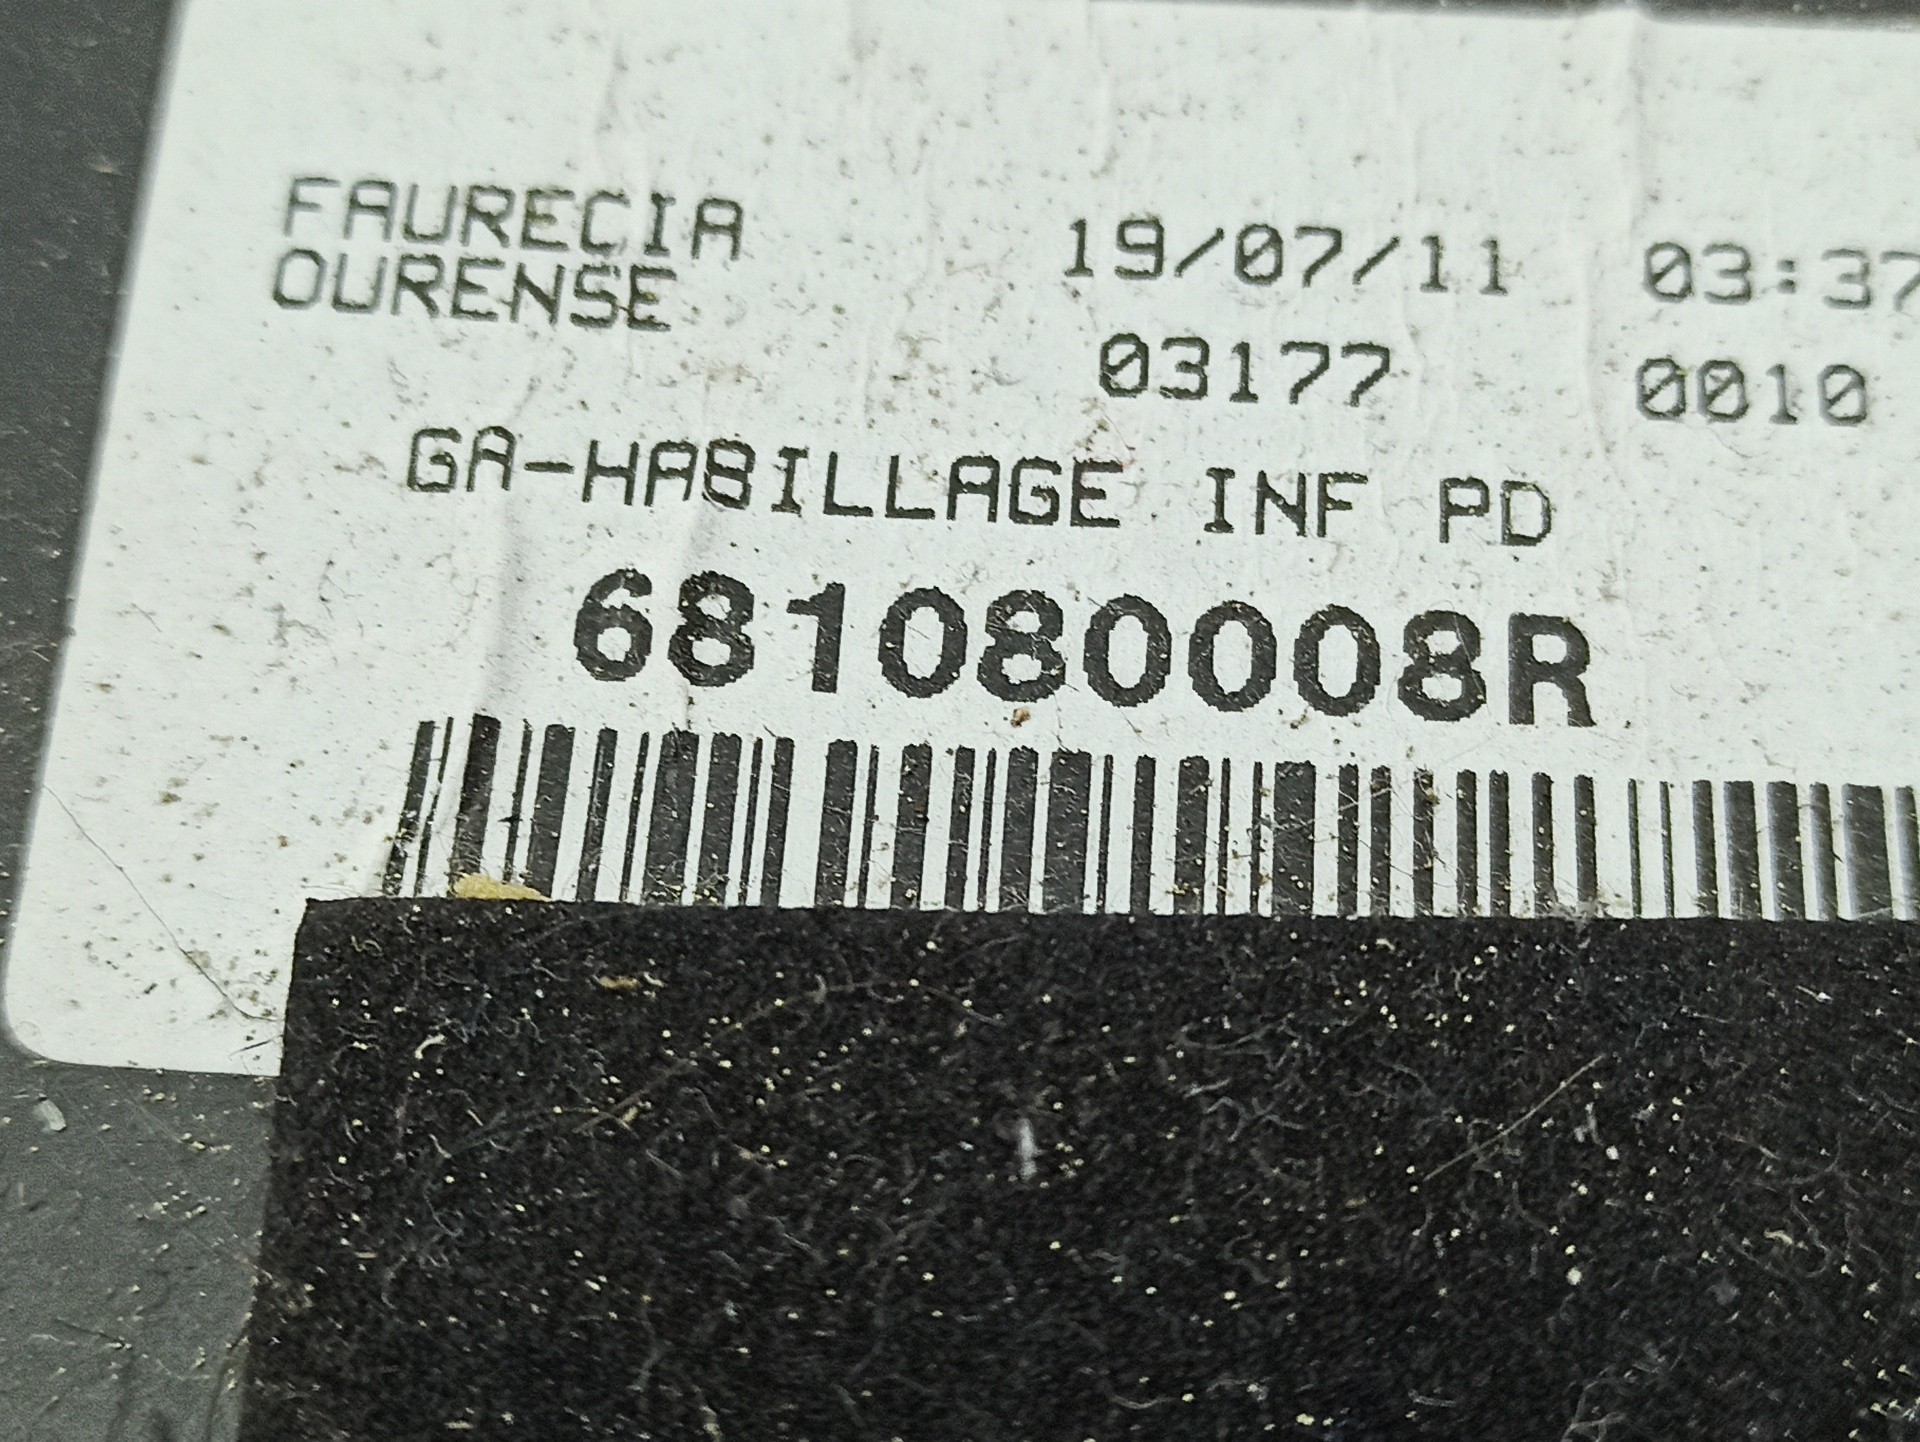 FAURECIA
OURENSE
19/07/11 03:37
03177 0010
GA-HABILLAGE INF PD
681080008R